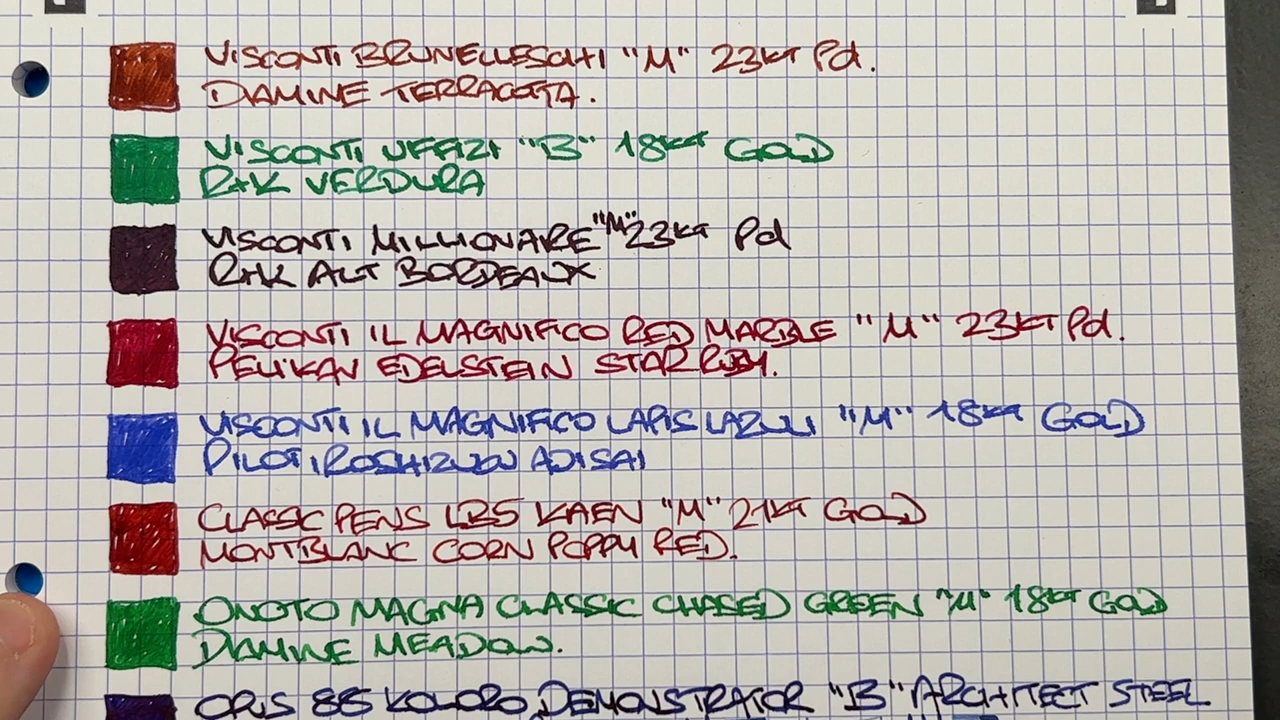 VISCONTI BRUNELLESCHI "M" 23KT Pd.
DIAMINE TERRACOTTA.
VISCONTI UFFIZI "B" 18KT GOLD
R+K VERDURA
VISCONTI MILLIONAIRE "M" 23KT Pd
R+K ALT BORDEAUX
VISCONTI IL MAGNIFICO RED MARBLE "M" 23KT Pd.
PELIKAN EDELSTEIN STAR RUBY.
VISCONTI IL MAGNIFICO LAPIS LAZULI "M" 18KT GOLD
PILOT IROSHIZUKU AJISAI
CLASSIC PENS LB5 KAEN "M" 21KT GOLD
MONTBLANC CORN POPPY RED.
ONOTO MAGNA CLASSIC CHASED GREEN "M" 18KT GOLD
DIAMINE MEADOW.
OPUS 88 KOLORO DEMONSTRATOR "B" ARCHITECT STEEL